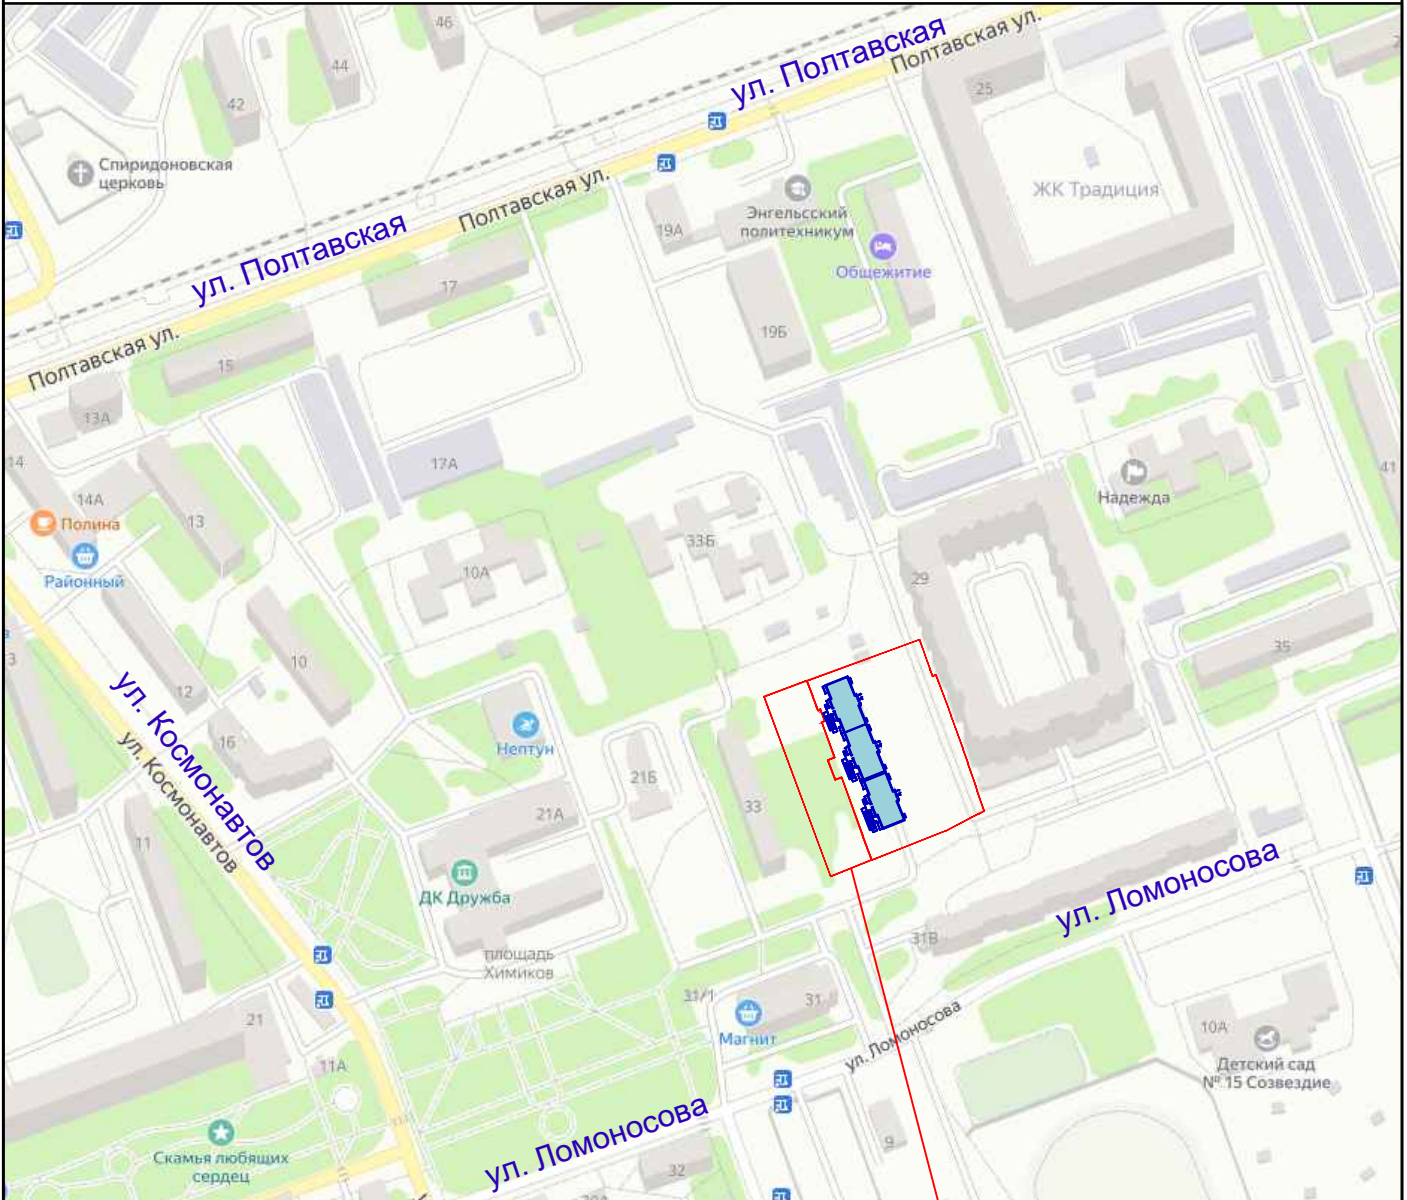 46
44
42
ул. Полтавская
Полтавская ул.
25
Спиридоновская
церковь
ЖК Традиция
Полтавская ул.
19А
Энгельсский
политехникум
Общежитие
ул. Полтавская
17
19Б
Полтавская ул.
15
13А
14
17А
41
14А
Полина
13
Надежда
Районный
10А
33Б
29
3
10
12
35
ул. Космонавтов
ул. Космонавтов
16
Нептун
21Б
33
21А
11
ДК Дружба
ул. Ломоносова
31В
площадь
Химиков
31/1
31
21
Магнит
ул. Ломоносова
10А
Детский сад
№ 15 Созвездие
11А
ул. Ломоносова
9
Скамья любящих
сердец
32